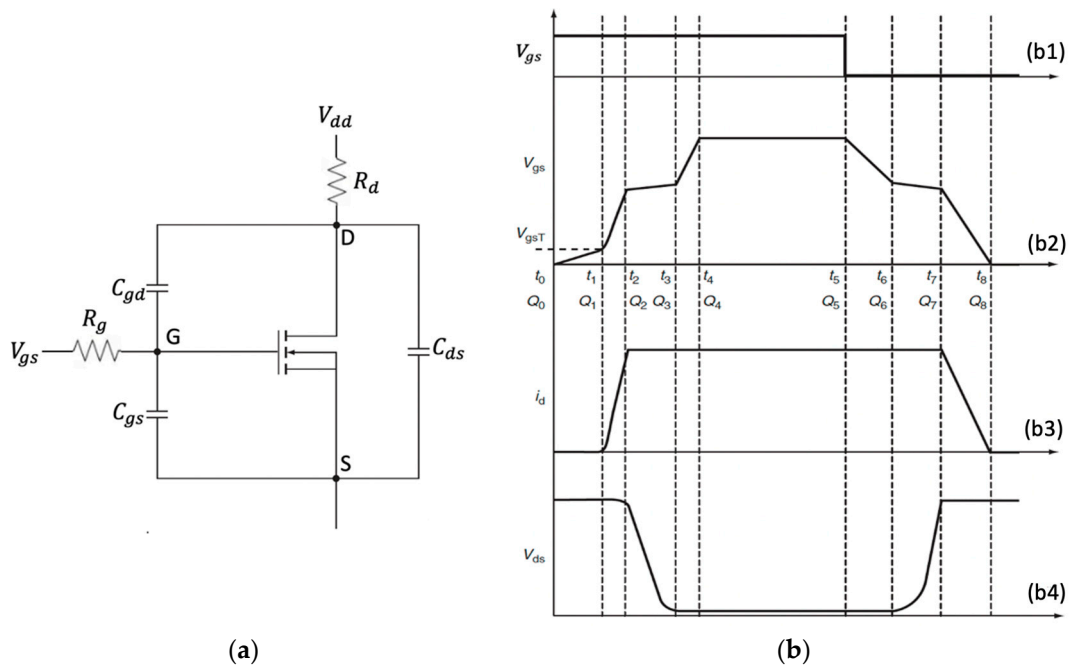 V_dd
R_d
D
C_gd
R_g
G
V_gs
C_ds
C_gs
S
(a)
V_gs
(b1)
V_gs
V_gsT
(b2)
t_0 t_1 t_2 t_3 t_4 t_5 t_6 t_7 t_8
Q_0 Q_1 Q_2 Q_3 Q_4 Q_5 Q_6 Q_7 Q_8
i_d
(b3)
V_ds
(b4)
(b)